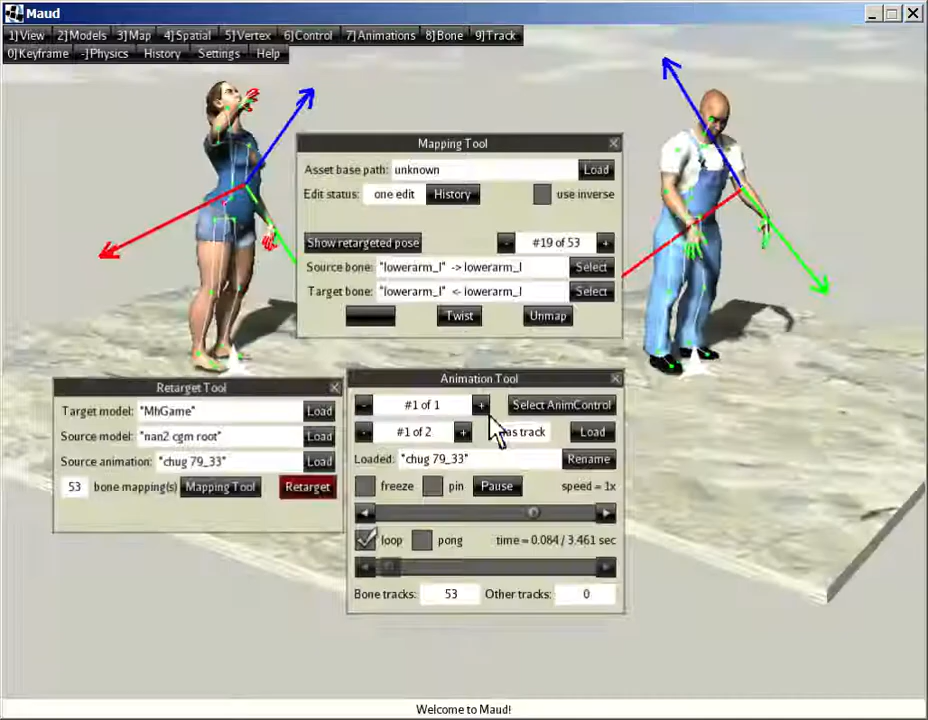 Maud
1]View 2]Models 3]Map 4]Spatial 5]Vertex 6]Control 7]Animations 8]Bone 9]Track
0]Keyframe -]Physics History Settings Help
Mapping Tool
Asset base path: unknown Load
Edit status: one edit History use inverse
Show retargeted pose - #19 of 53 +
Source bone: "lowerarm_l" -> lowerarm_l Select
Target bone: "lowerarm_l" <- lowerarm_l Select
Twist Unmap
Retarget Tool
Target model: "MhGame" Load
Source model: "nan2 cgm root" Load
Source animation: "chug 79_33" Load
53 bone mapping(s) Mapping Tool Retarget
Animation Tool
- #1 of 1 + Select AnimControl
- #1 of 2 + track Load
Loaded: "chug 79_33" Rename
freeze pin Pause speed = 1x
loop pong time = 0.084 / 3.461 sec
Bone tracks: 53 Other tracks: 0
Welcome to Maud!